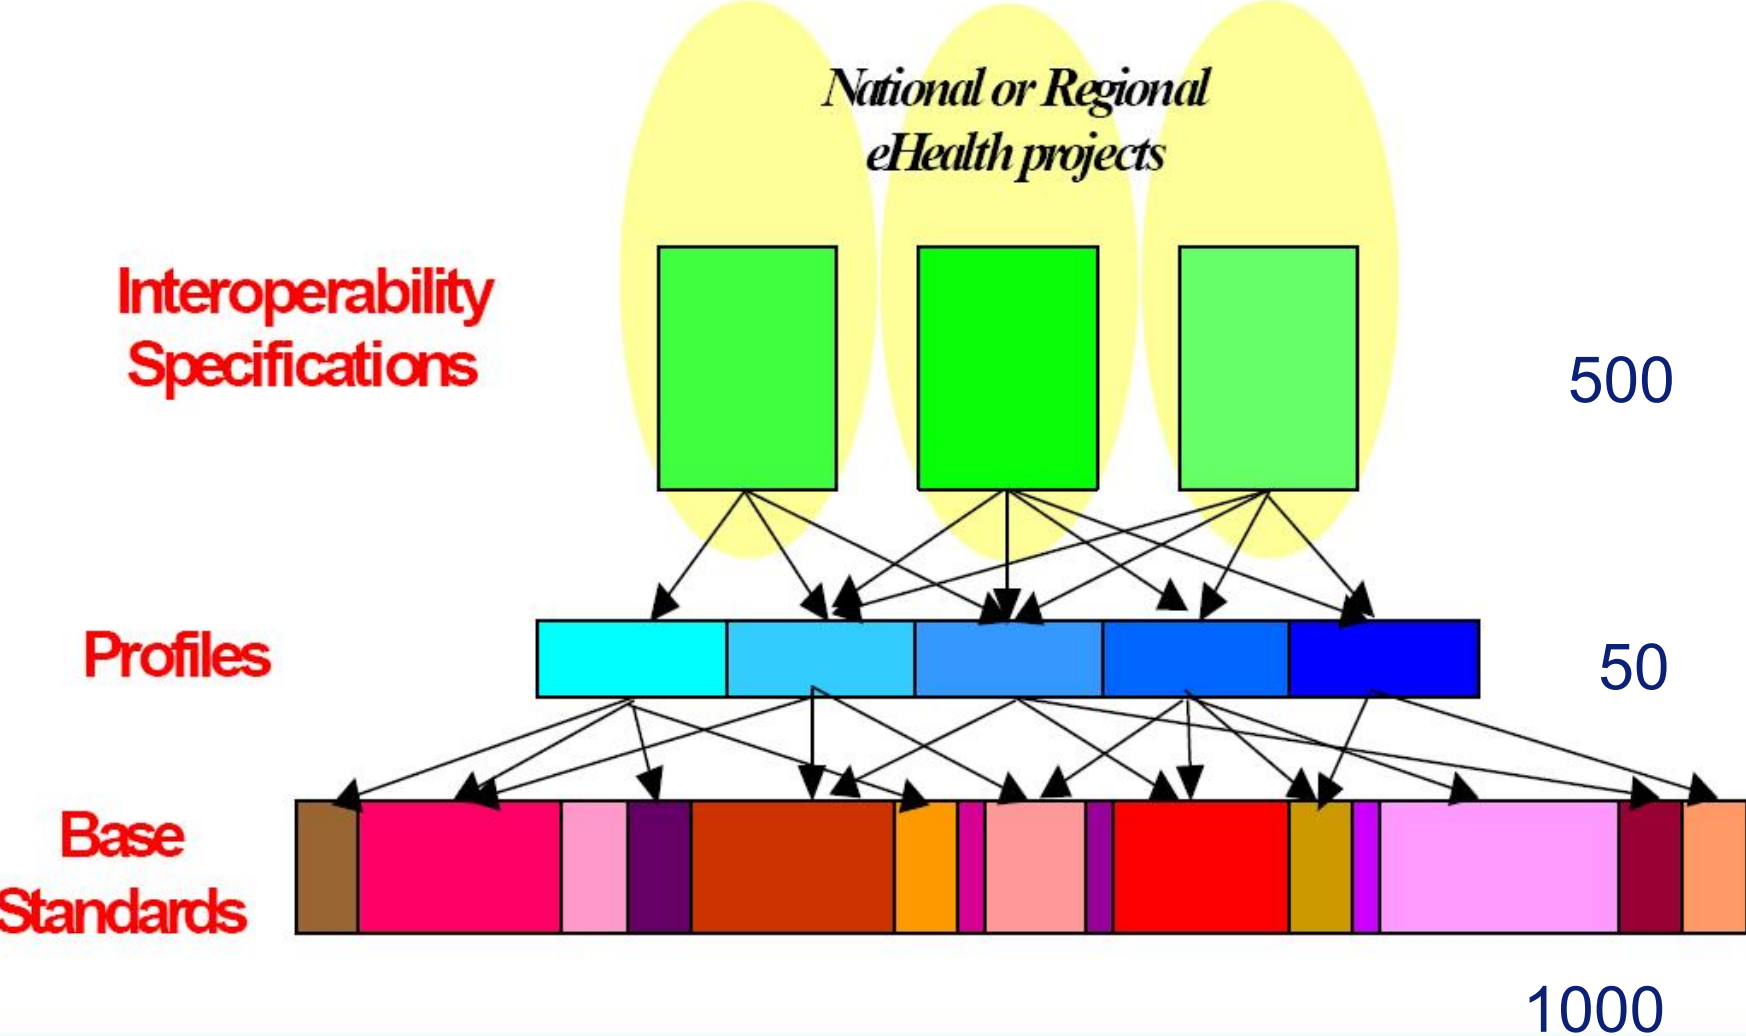 National or Regional
eHealth projects
Interoperability
Specifications
500
Profiles
50
Base
Standards
1000